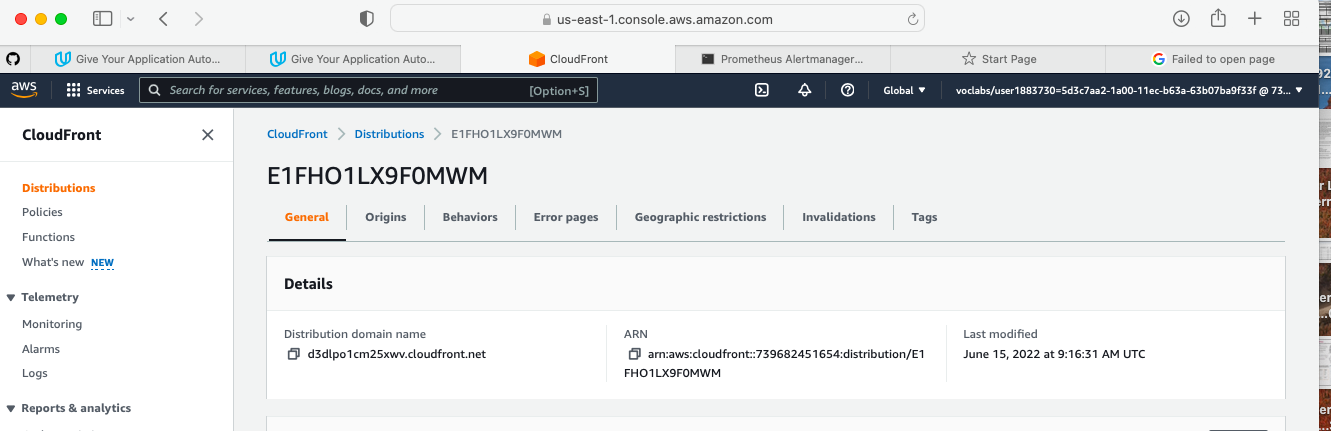 us-east-1.console.aws.amazon.com
Give Your Application Auto...
Give Your Application Auto...
CloudFront
Prometheus Alertmanager...
Start Page
Failed to open page
aws
Services
Search for services, features, blogs, docs, and more
[Option+S]
Global
voclabs/user1883730=5d3c7aa2-1a00-11ec-b63a-63b07ba9f33f @ 73...
CloudFront
Distributions
Policies
Functions
What's new NEW
Telemetry
Monitoring
Alarms
Logs
Reports & analytics
CloudFront
Distributions
E1FHO1LX9F0MWM
E1FHO1LX9F0MWM
General
Origins
Behaviors
Error pages
Geographic restrictions
Invalidations
Tags
Details
Distribution domain name
d3dlpo1cm25xwv.cloudfront.net
ARN
arn:aws:cloudfront::739682451654:distribution/E1
FHO1LX9F0MWM
Last modified
June 15, 2022 at 9:16:31 AM UTC